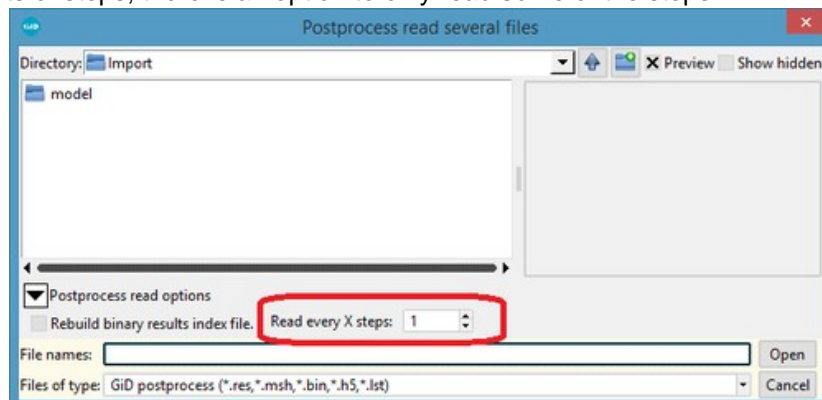 Postprocess read several files
Directory: Import Preview Show hidden
model
Postprocess read options
Rebuild binary results index file. Read every X steps: 1
File names: Open
Files of type: GiD postprocess (*.res,*.msh,*.bin,*.h5,*.lst) Cancel